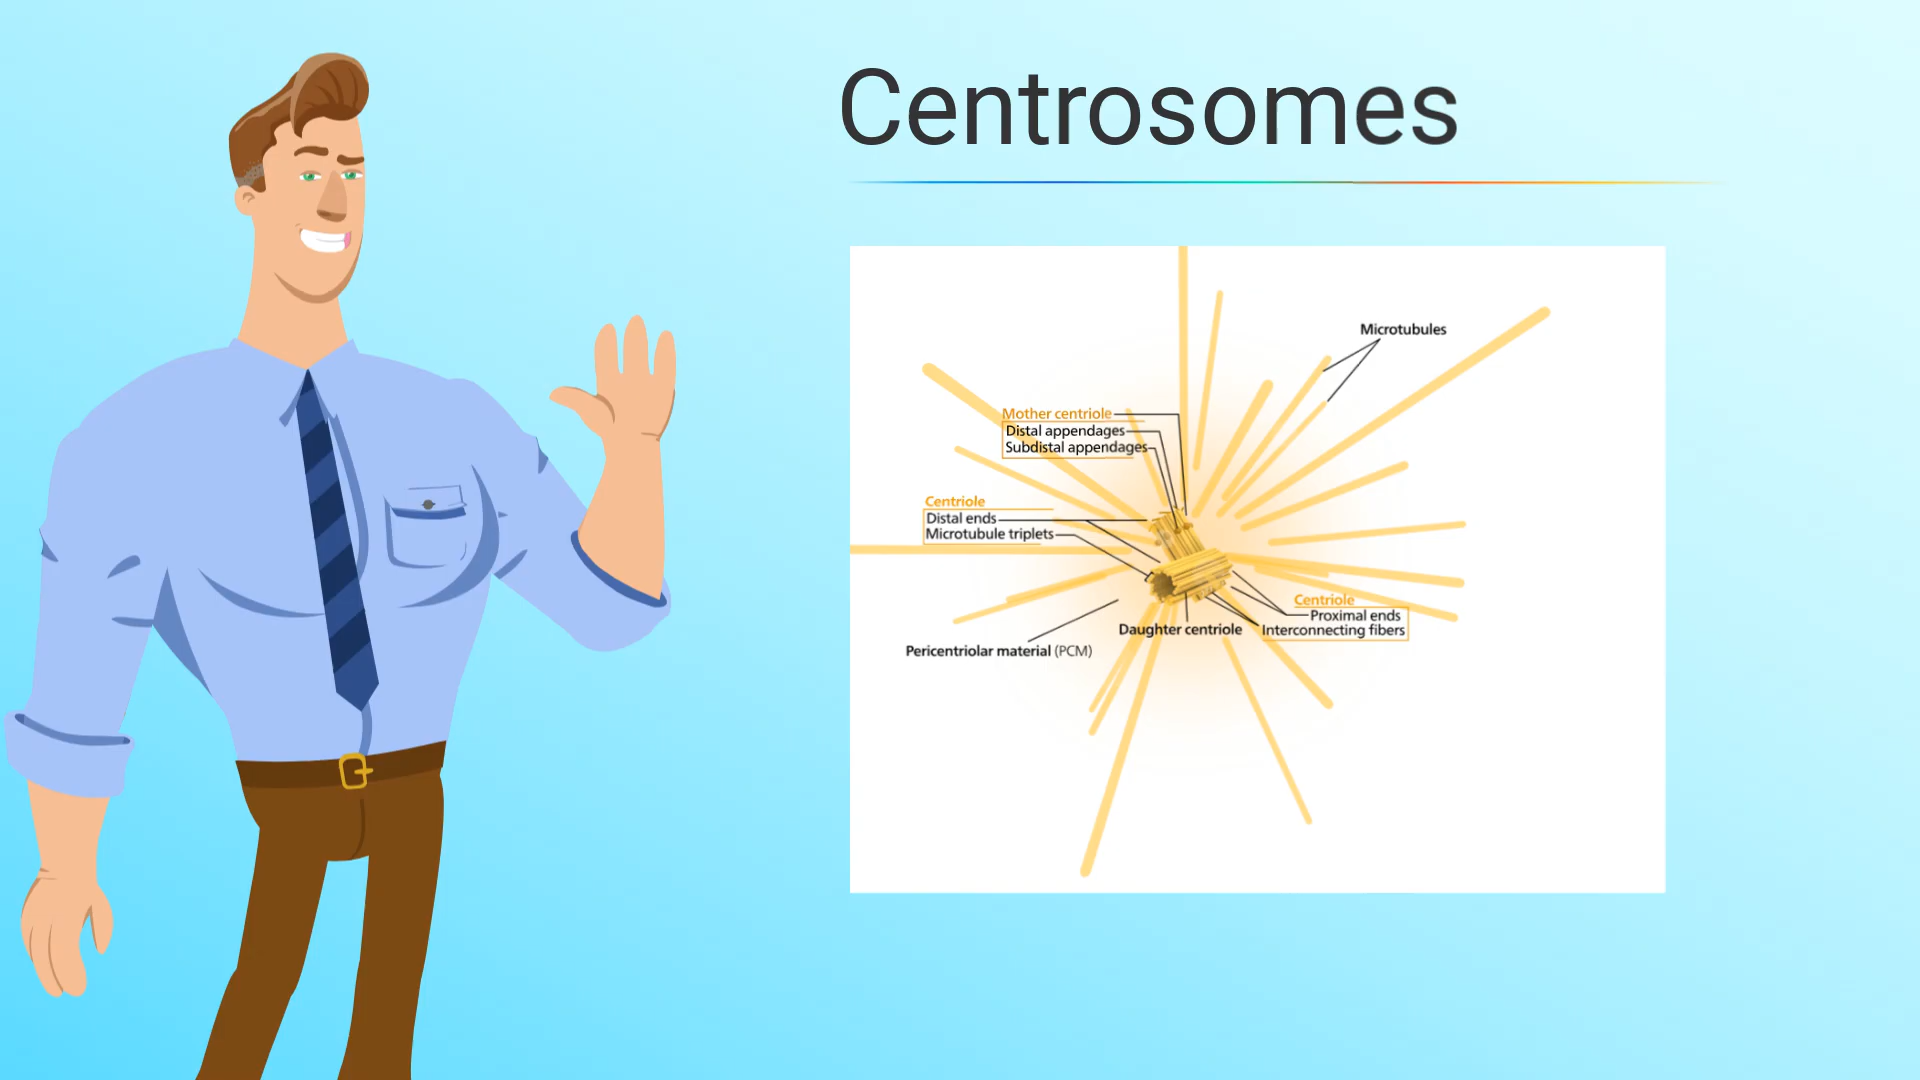 Centrosomes
Microtubules
Mother centriole
Distal appendages
Subdistal appendages
Centriole
Distal ends
Microtubule triplets
Centriole
Proximal ends
Interconnecting fibers
Daughter centriole
Pericentriolar material (PCM)